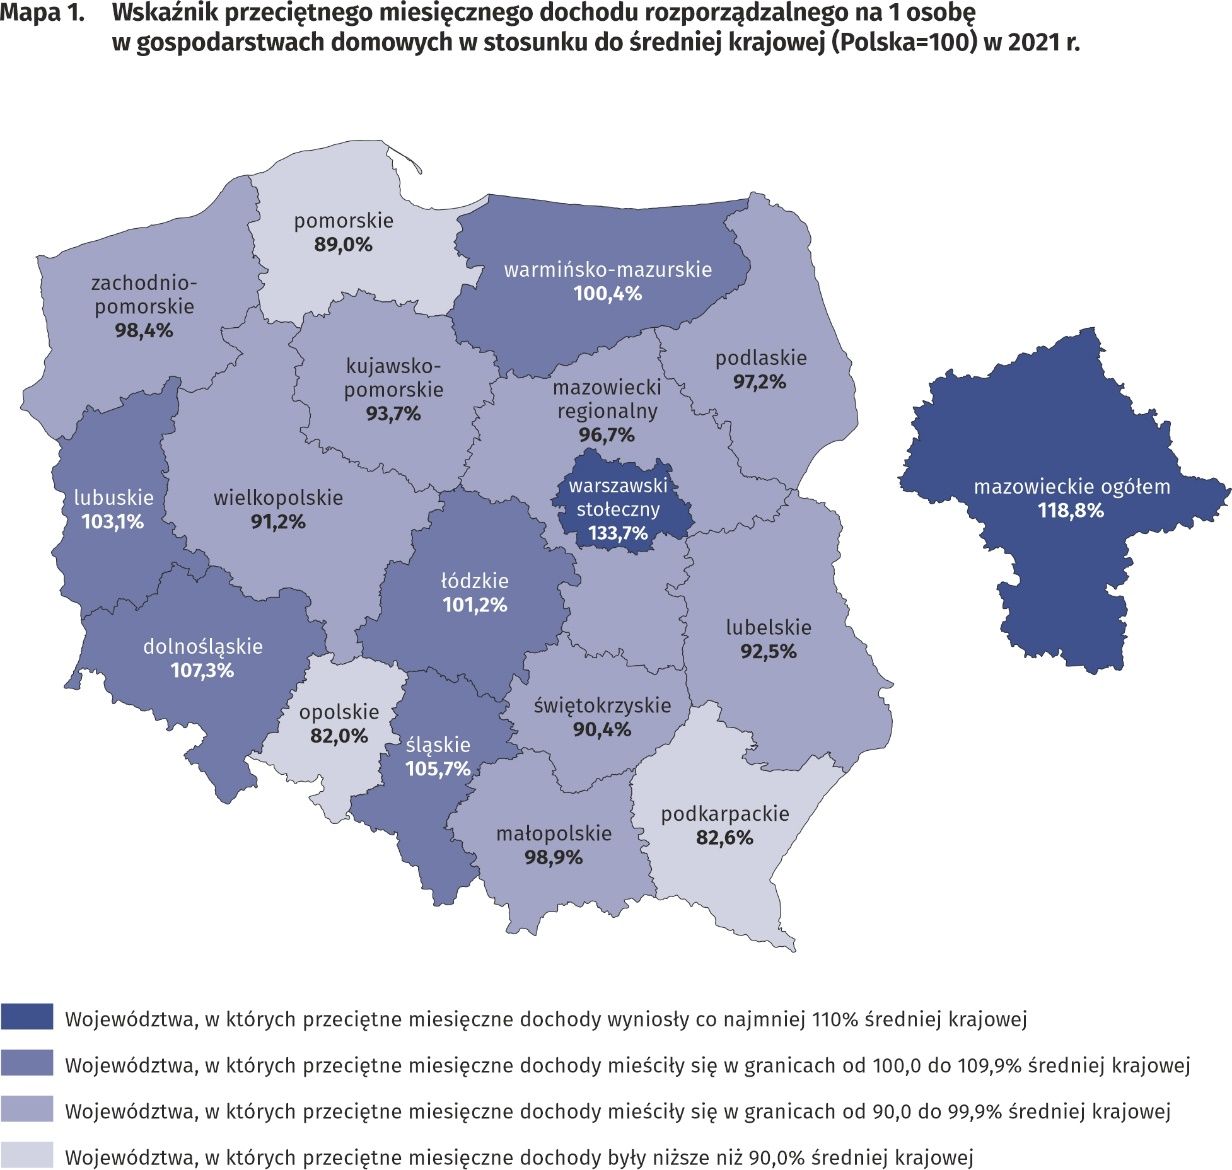 Mapa 1. Wskaźnik przeciętnego miesięcznego dochodu rozporządzalnego na 1 osobę
w gospodarstwach domowych w stosunku do średniej krajowej (Polska=100) w 2021 r.
pomorskie
89,0%
warmińsko-mazurskie
100,4%
zachodnio-
pomorskie
98,4%
podlaskie
97,2%
kujawsko-
pomorskie
93,7%
mazowiecki
regionalny
96,7%
lubuskie
103,1%
wielkopolskie
91,2%
warszawski
stołeczny
133,7%
mazowieckie ogółem
118,8%
łódzkie
101,2%
lubelskie
92,5%
dolnośląskie
107,3%
opolskie
82,0%
świętokrzyskie
90,4%
śląskie
105,7%
podkarpackie
82,6%
małopolskie
98,9%
Województwa, w których przeciętne miesięczne dochody wyniosły co najmniej 110% średniej krajowej
Województwa, w których przeciętne miesięczne dochody mieściły się w granicach od 100,0 do 109,9% średniej krajowej
Województwa, w których przeciętne miesięczne dochody mieściły się w granicach od 90,0 do 99,9% średniej krajowej
Województwa, w których przeciętne miesięczne dochody były niższe niż 90,0% średniej krajowej